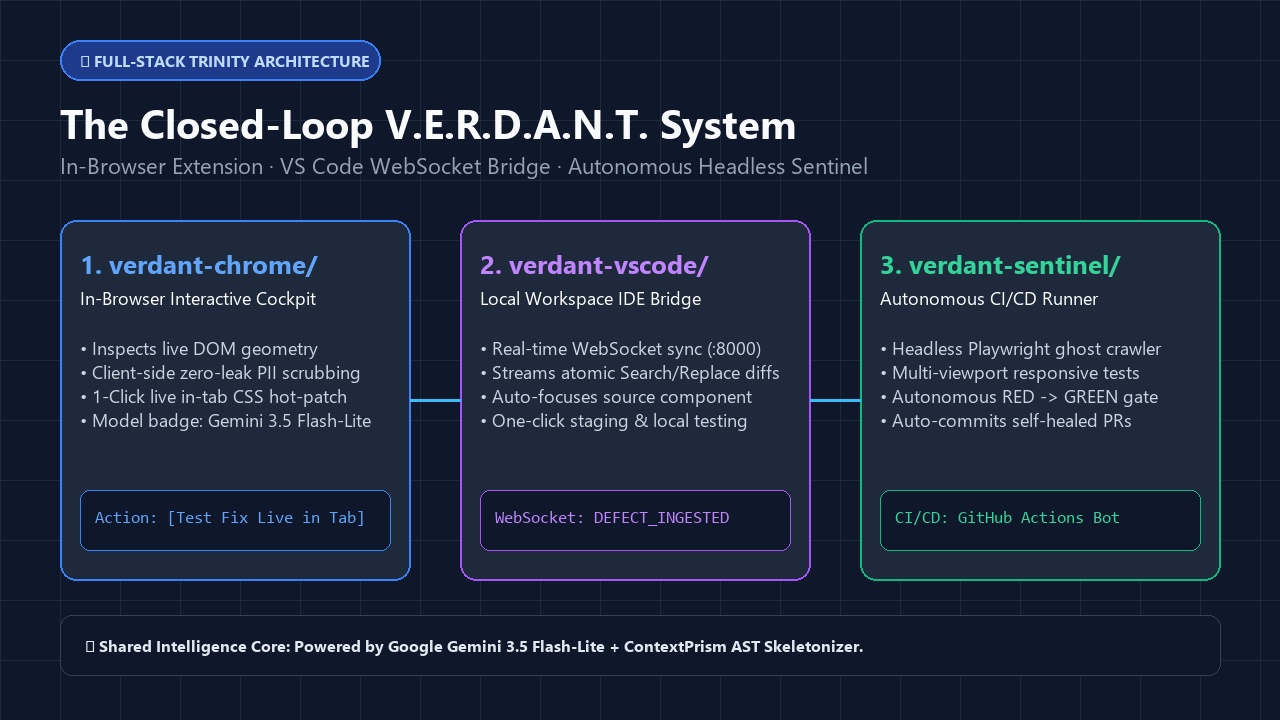 FULL-STACK TRINITY ARCHITECTURE
The Closed-Loop V.E.R.D.A.N.T. System
In-Browser Extension · VS Code WebSocket Bridge · Autonomous Headless Sentinel
1. verdant-chrome/
In-Browser Interactive Cockpit
• Inspects live DOM geometry
• Client-side zero-leak PII scrubbing
• 1-Click live in-tab CSS hot-patch
• Model badge: Gemini 3.5 Flash-Lite
Action: [Test Fix Live in Tab]
2. verdant-vscode/
Local Workspace IDE Bridge
• Real-time WebSocket sync (:8000)
• Streams atomic Search/Replace diffs
• Auto-focuses source component
• One-click staging & local testing
WebSocket: DEFECT_INGESTED
3. verdant-sentinel/
Autonomous CI/CD Runner
• Headless Playwright ghost crawler
• Multi-viewport responsive tests
• Autonomous RED -> GREEN gate
• Auto-commits self-healed PRs
CI/CD: GitHub Actions Bot
Shared Intelligence Core: Powered by Google Gemini 3.5 Flash-Lite + ContextPrism AST Skeletonizer.